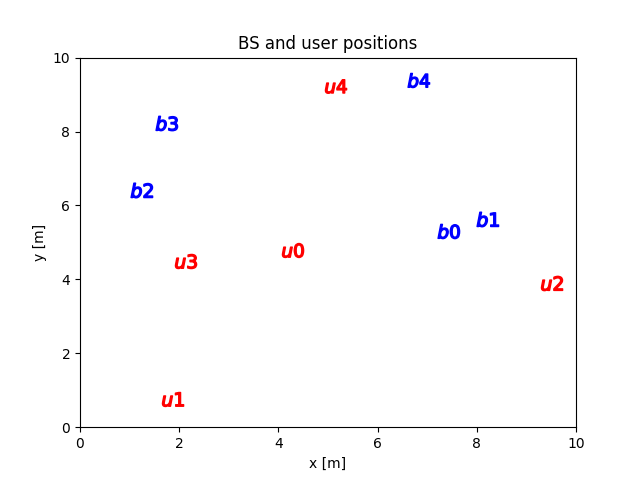 BS and user positions
10
8
6
4
2
0
y [m]
u4
b4
b3
b2
b1
b0
u0
u3
u2
u1
0 2 4 6 8 10
x [m]